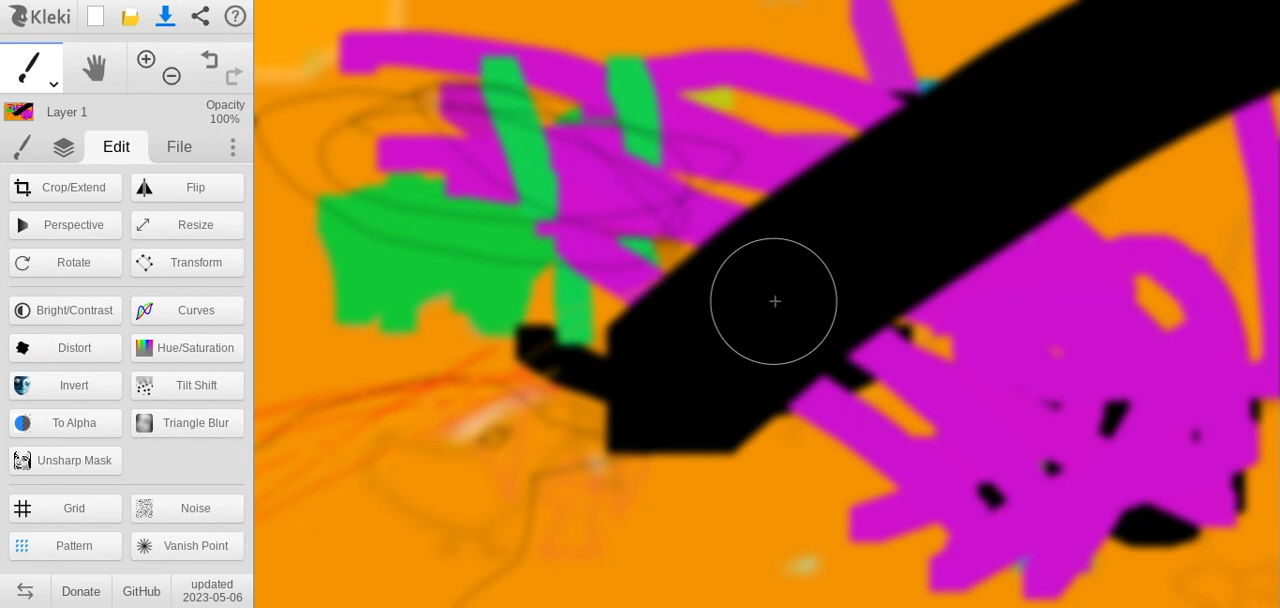 Kleki
Layer 1
Opacity
100%
Edit
File
Crop/Extend
Flip
Perspective
Resize
Rotate
Transform
Bright/Contrast
Curves
Distort
Hue/Saturation
Invert
Tilt Shift
To Alpha
Triangle Blur
Unsharp Mask
Grid
Noise
Pattern
Vanish Point
Donate
GitHub
updated
2023-05-06